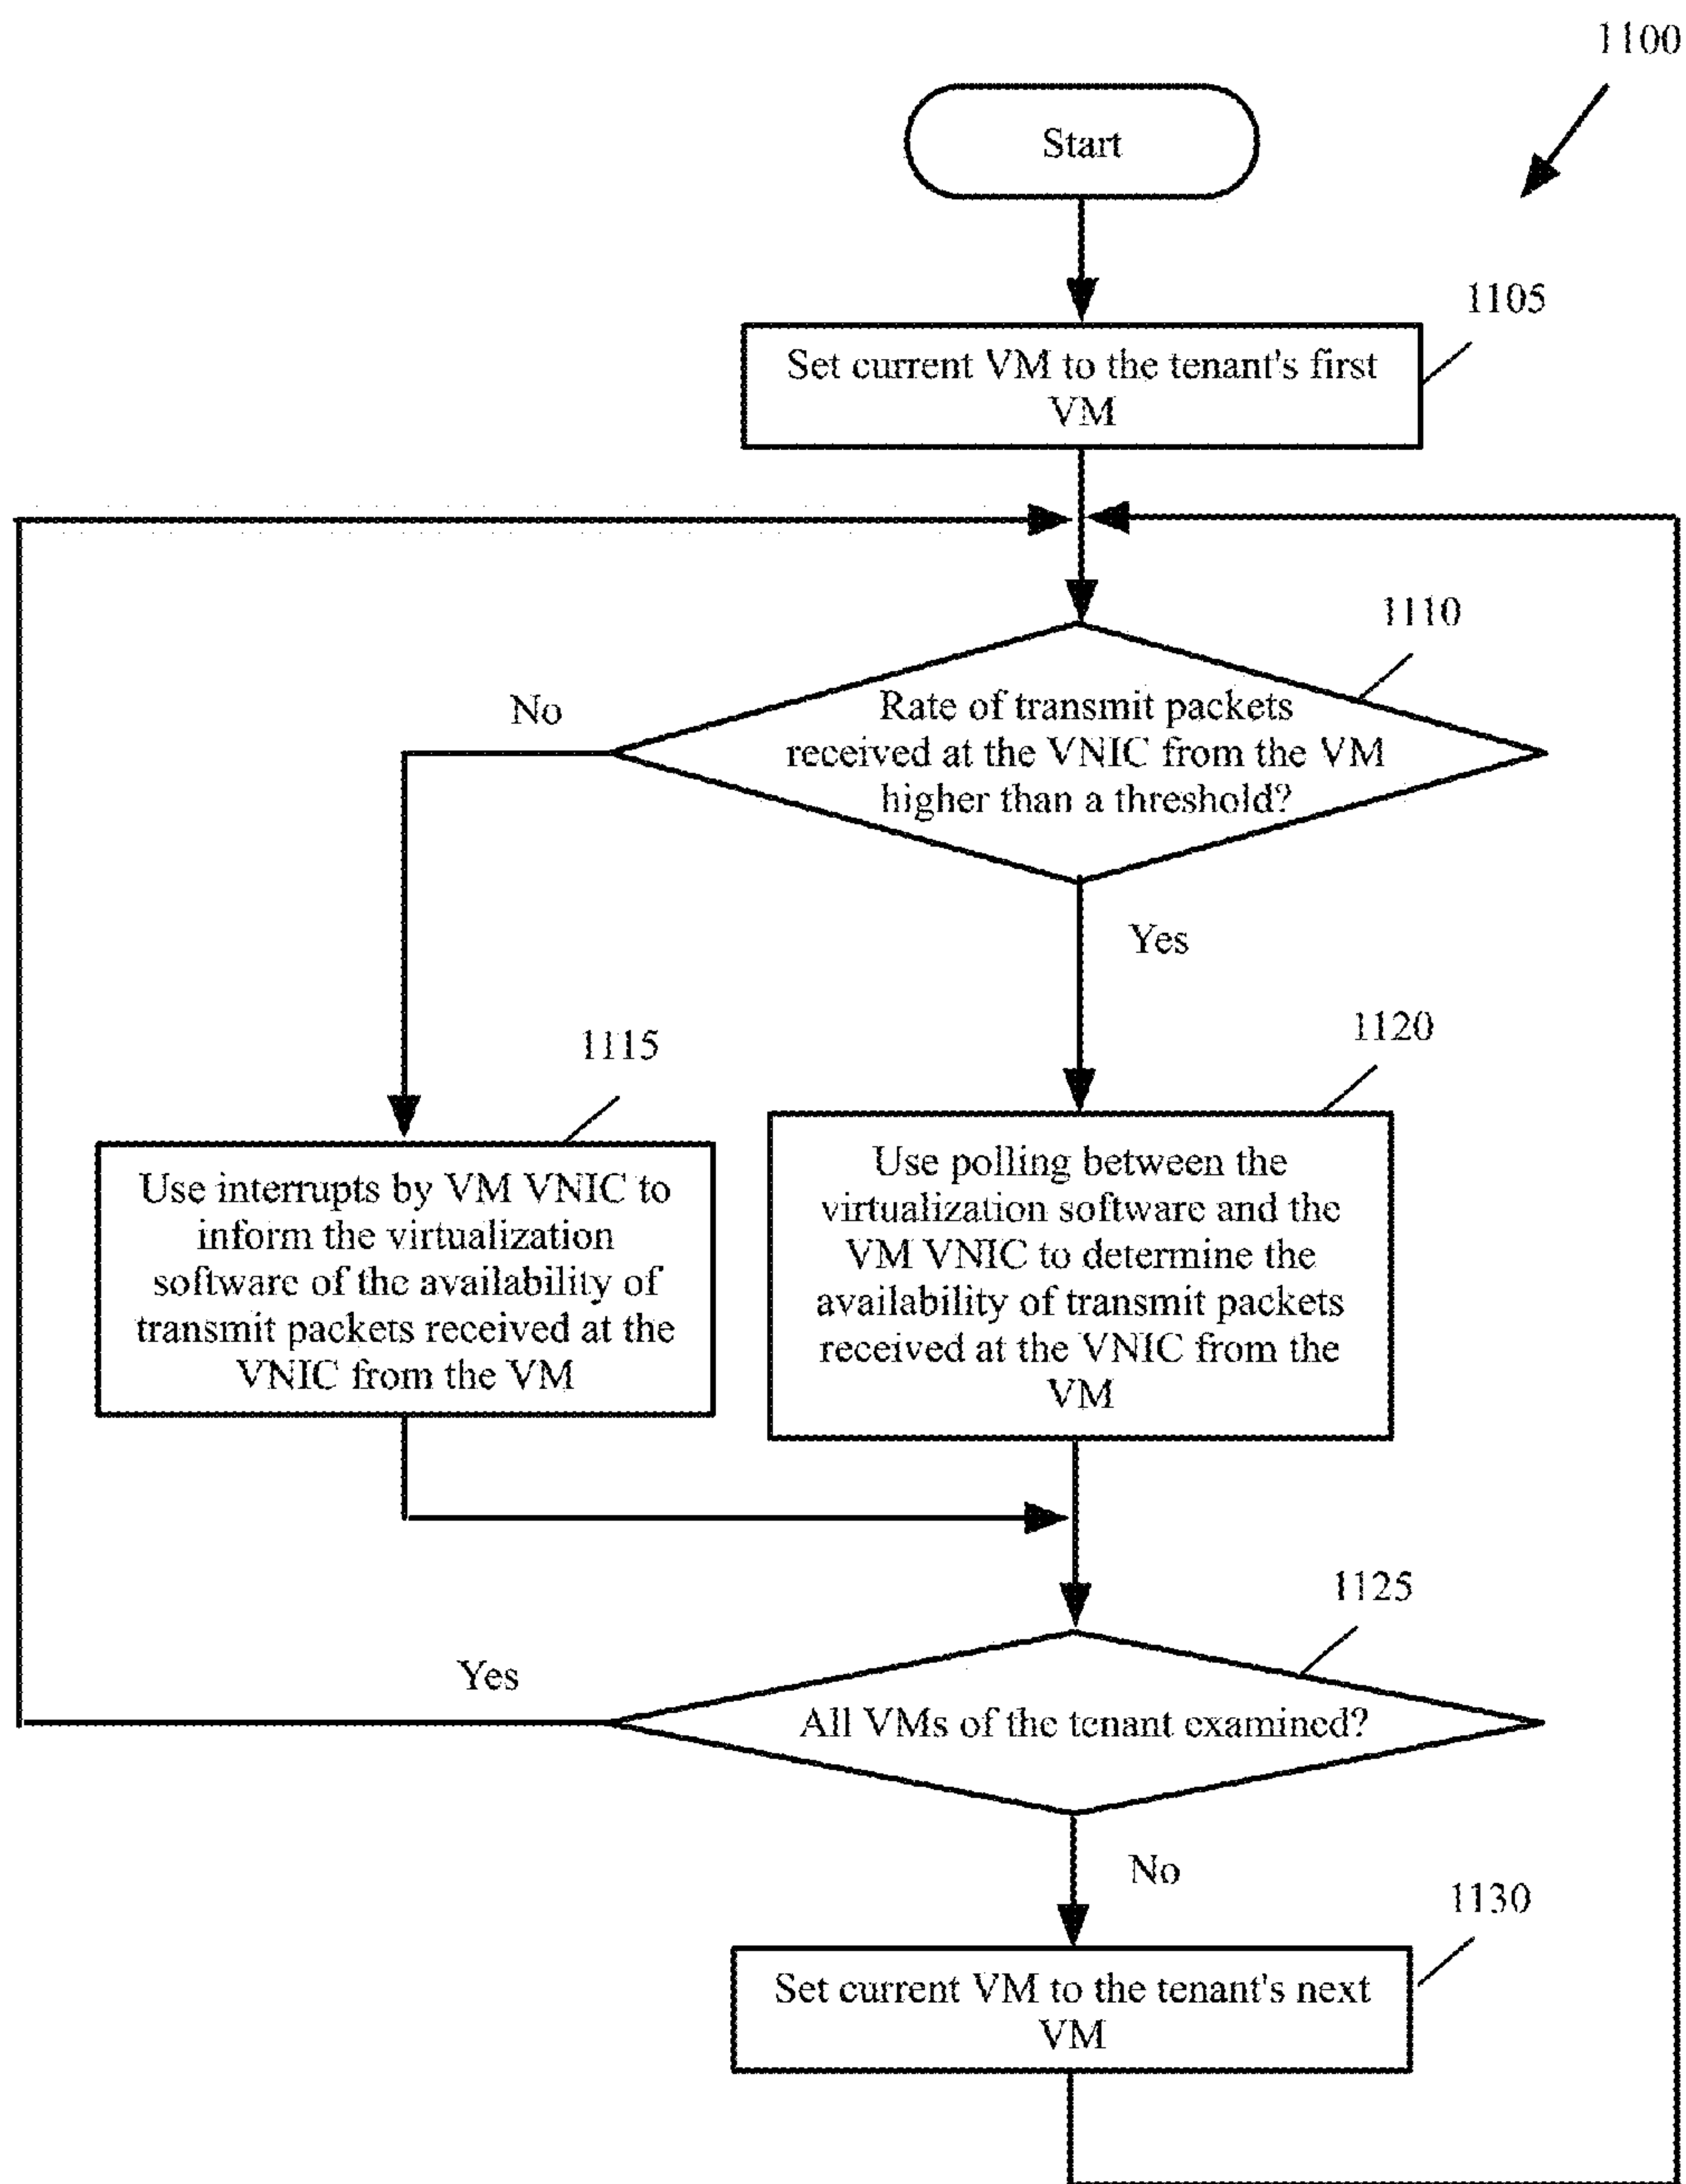 1100
Start
1105
Set current VM to the tenant's first
VM
1110
No
Rate of transmit packets
received at the VNIC from the VM
higher than a threshold?
Yes
1115
1120
Use interrupts by VM VNIC to
inform the virtualization
software of the availability of
transmit packets received at the
VNIC from the VM
Use polling between the
virtualization software and the
VM VNIC to determine the
availability of transmit packets
received at the VNIC from the
VM
1125
Yes
All VMs of the tenant examined?
No
1130
Set current VM to the tenant's next
VM